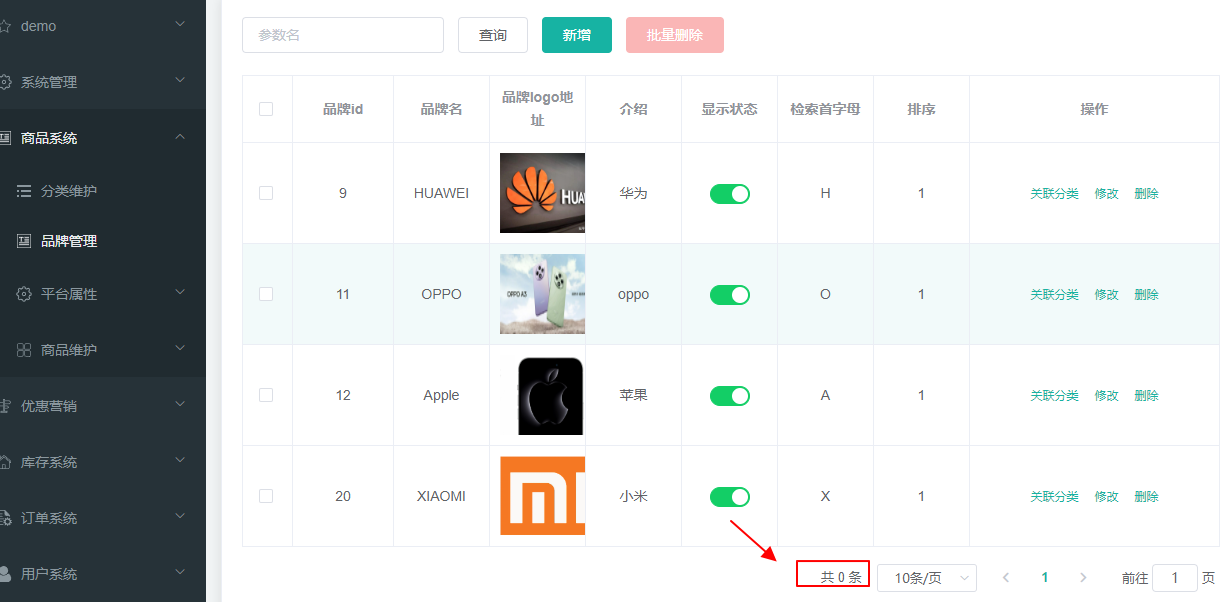 demo
系统管理
商品系统
分类维护
品牌管理
平台属性
商品维护
优惠营销
库存系统
订单系统
用户系统
参数名 查询 新增 批量删除
品牌id 品牌名 品牌logo地址 介绍 显示状态 检索首字母 排序 操作
9 HUAWEI HUA 华为 H 1 关联分类 修改 删除
11 OPPO OPPO A3 oppo O 1 关联分类 修改 删除
12 Apple 苹果 A 1 关联分类 修改 删除
20 XIAOMI 小米 X 1 关联分类 修改 删除
共 0 条 10条/页 1 前往 1 页